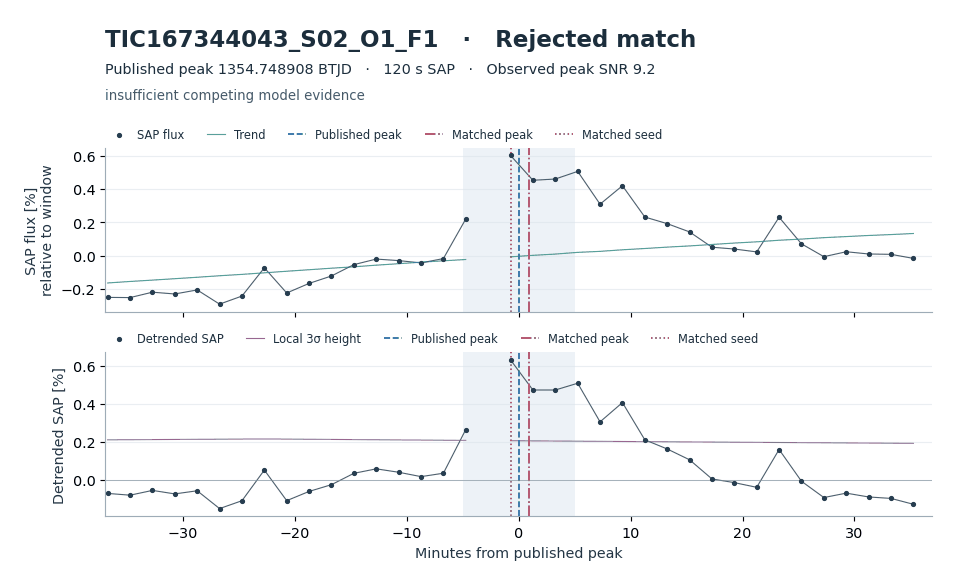 TIC167344043_S02_O1_F1 · Rejected match
Published peak 1354.748908 BTJD · 120 s SAP · Observed peak SNR 9.2
insufficient competing model evidence
SAP flux Trend Published peak Matched peak Matched seed
SAP flux [%]
relative to window
0.6
0.4
0.2
0.0
−0.2
Detrended SAP Local 3σ height Published peak Matched peak Matched seed
Detrended SAP [%]
0.6
0.4
0.2
0.0
−30 −20 −10 0 10 20 30
Minutes from published peak